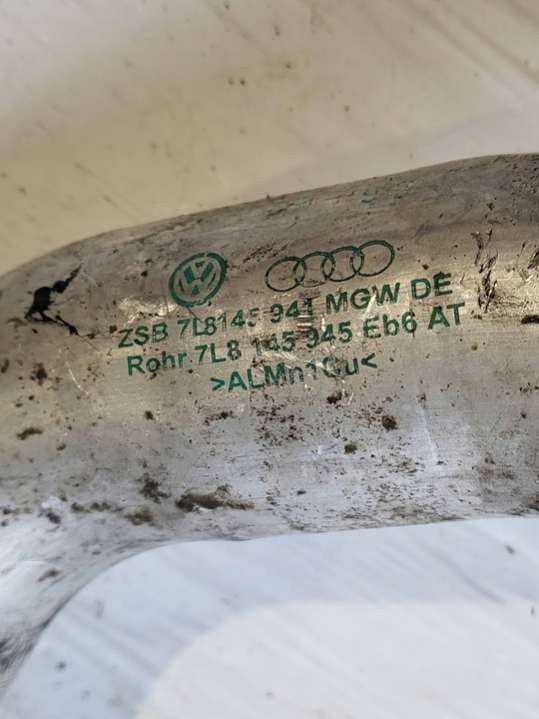 ZSB 7L8145 941 MGW DE
Rohr 7L8 145 945 Eb6 AT
>ALMn1Cu<